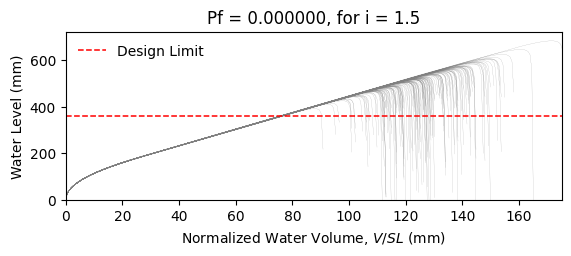 Pf = 0.000000, for i = 1.5
Design Limit
Water Level (mm)
600
400
200
0
0 20 40 60 80 100 120 140 160
Normalized Water Volume, V/SL (mm)